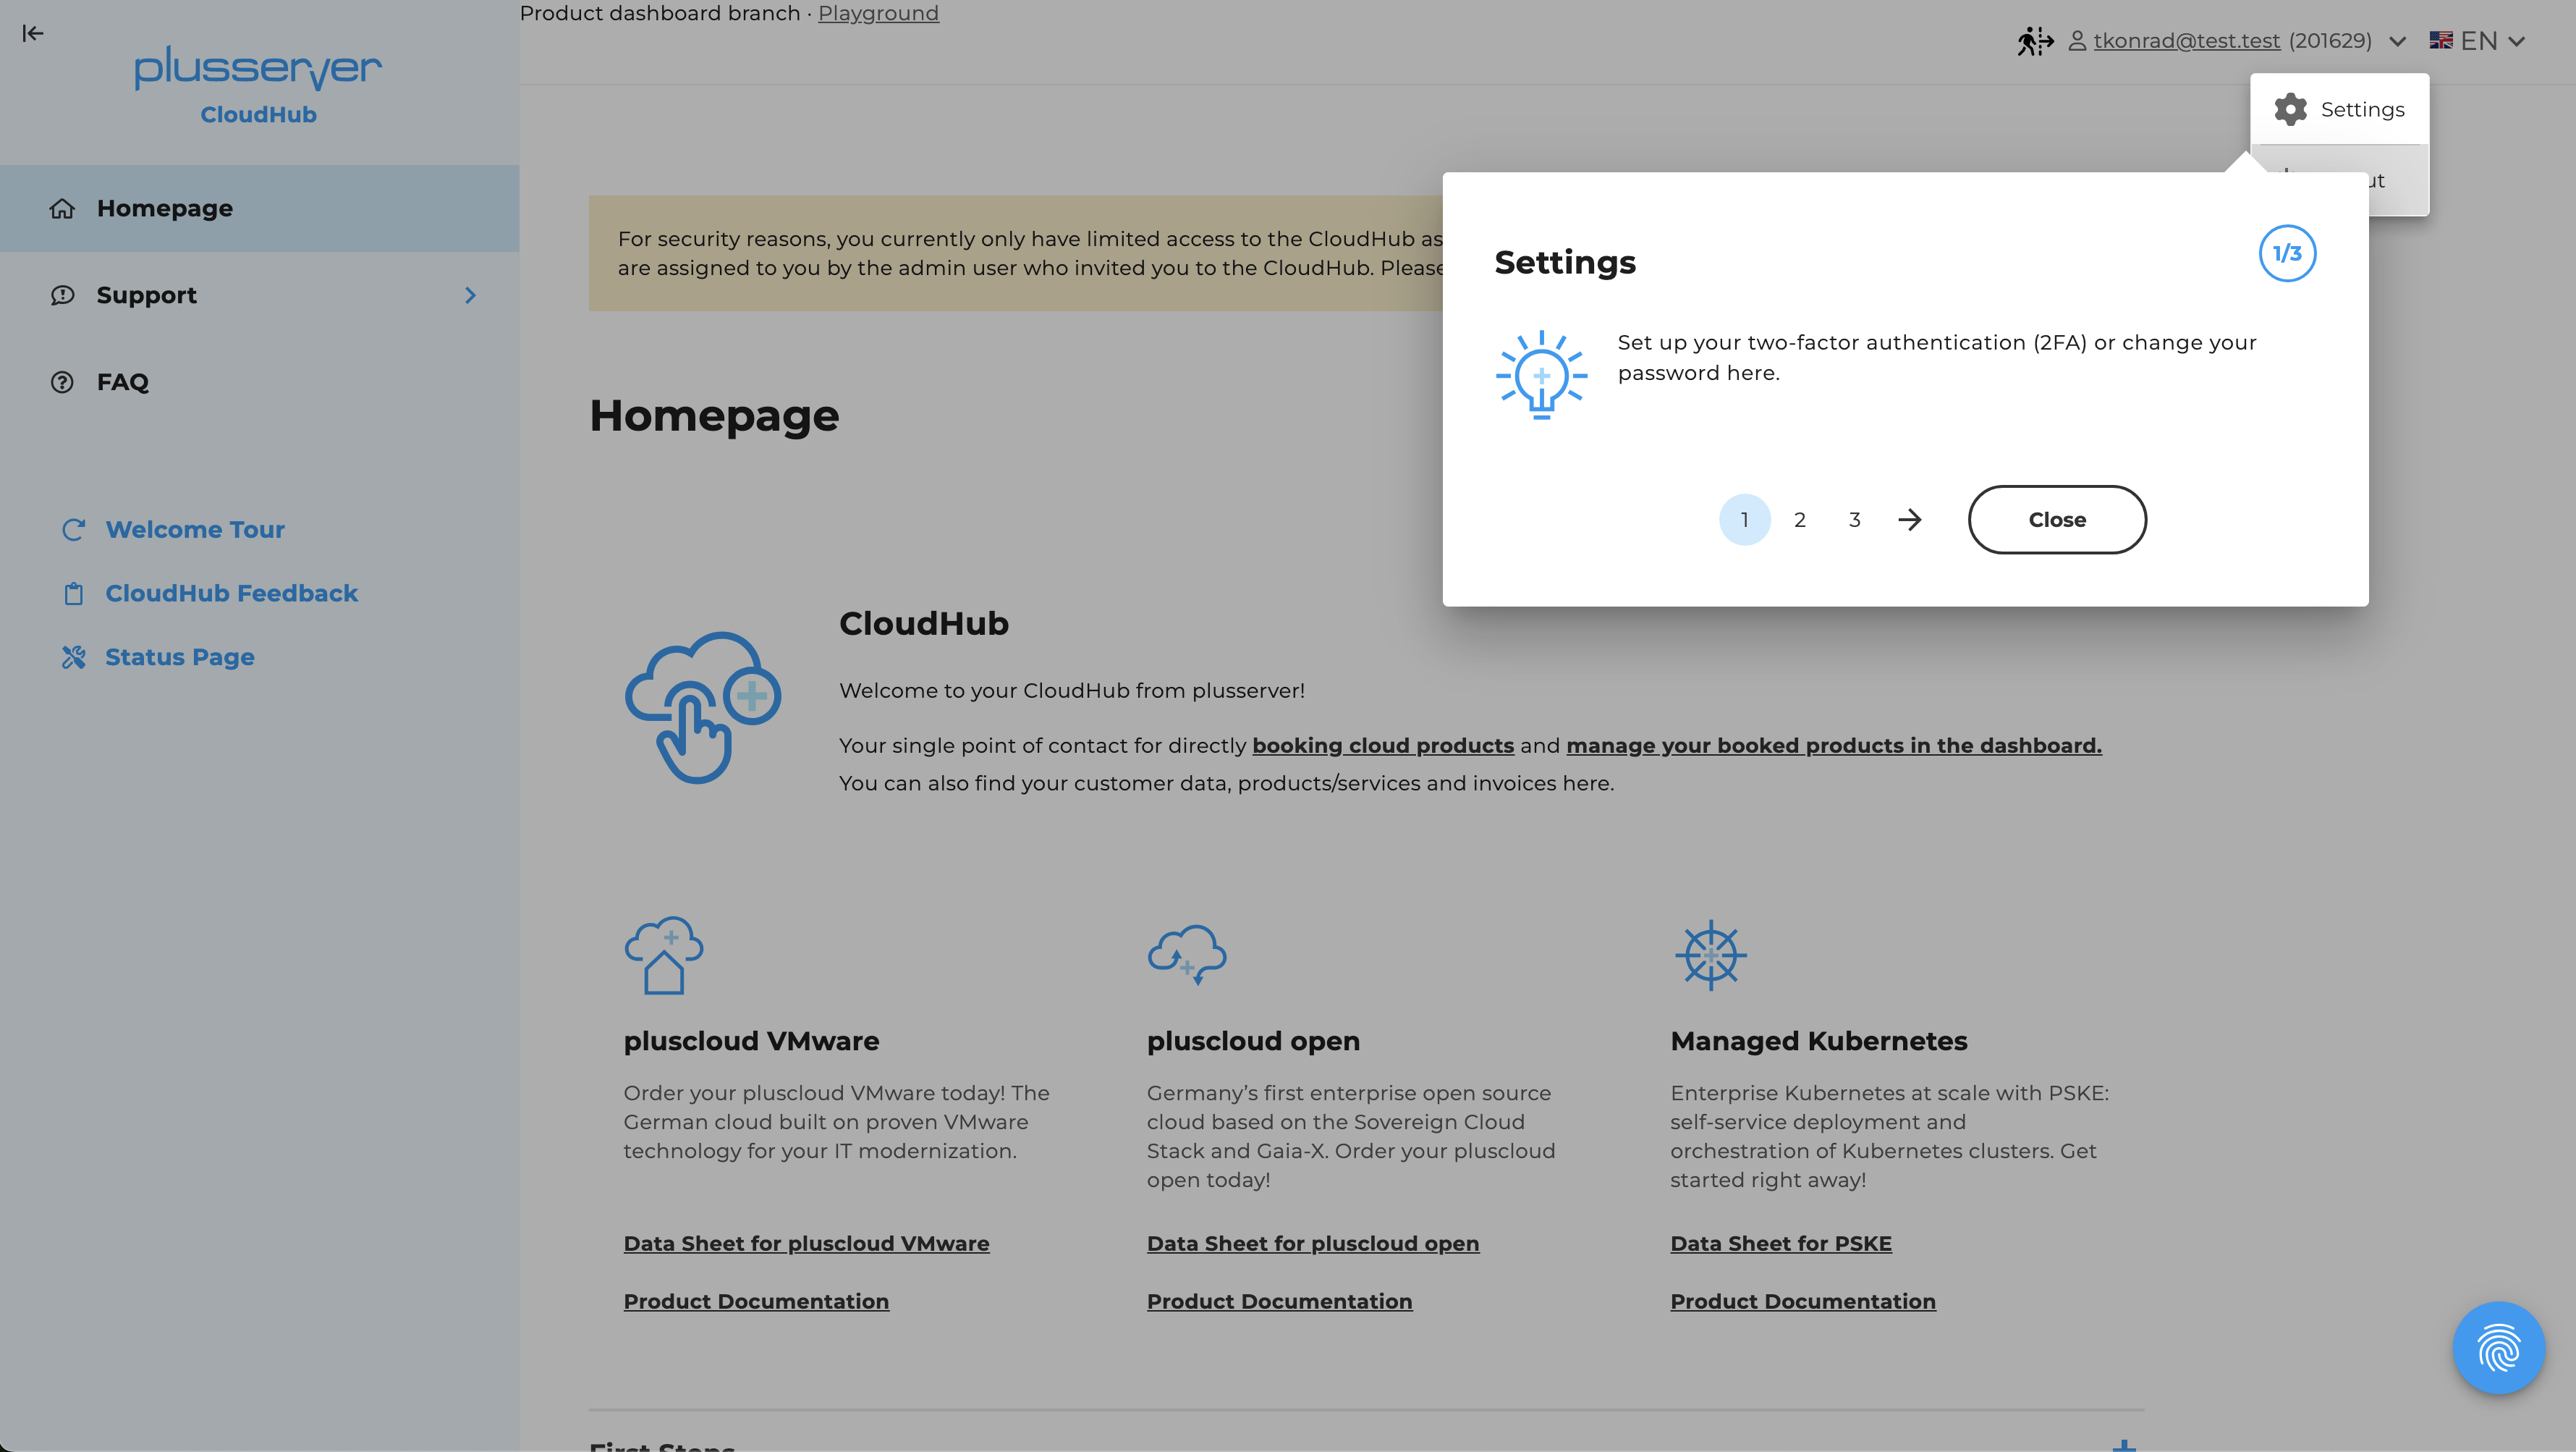 Product dashboard branch · Playground
tkonrad@test.test (201629)
EN
plusserver
CloudHub
Homepage
Support
FAQ
Welcome Tour
CloudHub Feedback
Status Page
Settings
For security reasons, you currently only have limited access to the CloudHub
are assigned to you by the admin user who invited you to the CloudHub. Please
Settings
1/3
Set up your two-factor authentication (2FA) or change your
password here.
1 2 3
Close
Homepage
CloudHub
Welcome to your CloudHub from plusserver!
Your single point of contact for directly booking cloud products and manage your booked products in the dashboard.
You can also find your customer data, products/services and invoices here.
pluscloud VMware
Order your pluscloud VMware today! The
German cloud built on proven VMware
technology for your IT modernization.
Data Sheet for pluscloud VMware
Product Documentation
pluscloud open
Germany’s first enterprise open source
cloud based on the Sovereign Cloud
Stack and Gaia-X. Order your pluscloud
open today!
Data Sheet for pluscloud open
Product Documentation
Managed Kubernetes
Enterprise Kubernetes at scale with PSKE:
self-service deployment and
orchestration of Kubernetes clusters. Get
started right away!
Data Sheet for PSKE
Product Documentation
First Steps